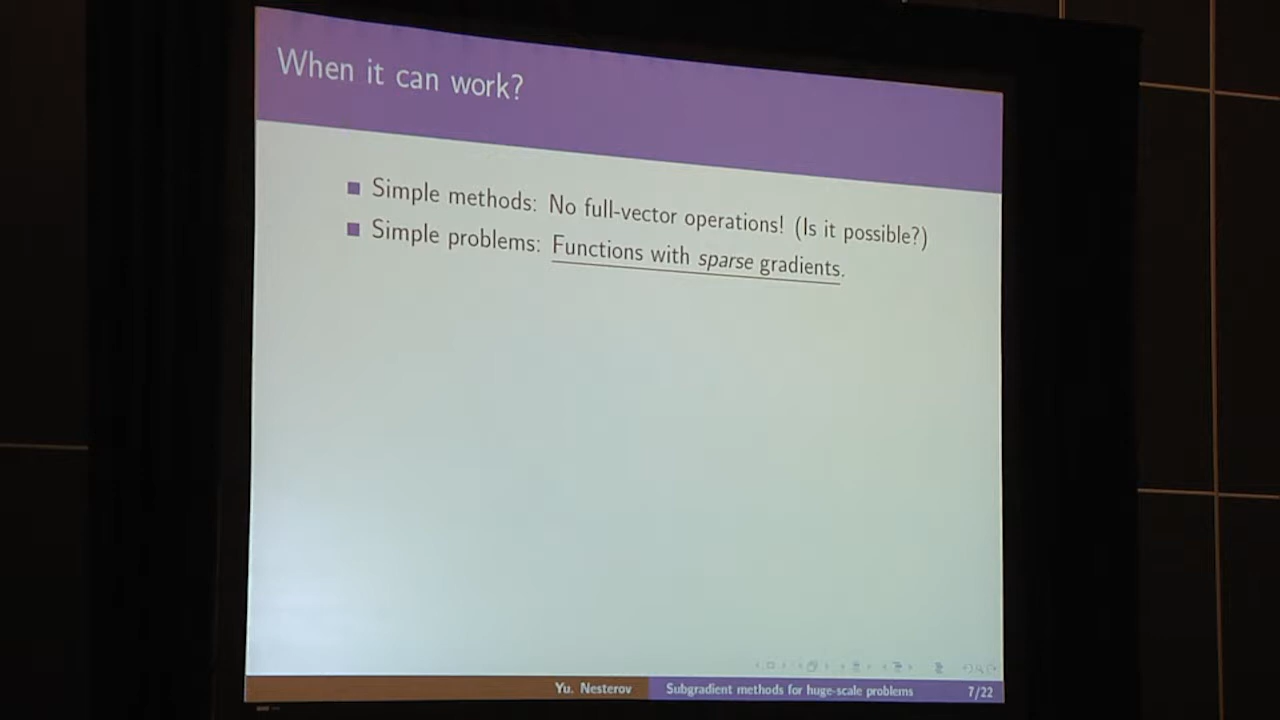 When it can work?
Simple methods: No full-vector operations! (Is it possible?)
Simple problems: Functions with sparse gradients.
Yu. Nesterov Subgradient methods for huge-scale problems 7/22